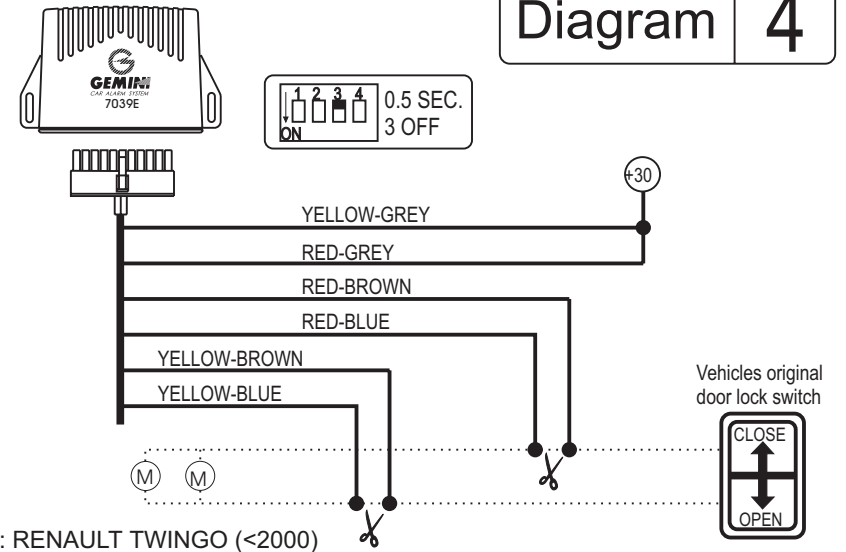 Diagram 4
GEMINI
CAR ALARM SYSTEM
7039E
1 2 3 4
ON
0.5 SEC.
3 OFF
+30
YELLOW-GREY
RED-GREY
RED-BROWN
RED-BLUE
YELLOW-BROWN
YELLOW-BLUE
Vehicles original
door lock switch
CLOSE
OPEN
M M
: RENAULT TWINGO (<2000)